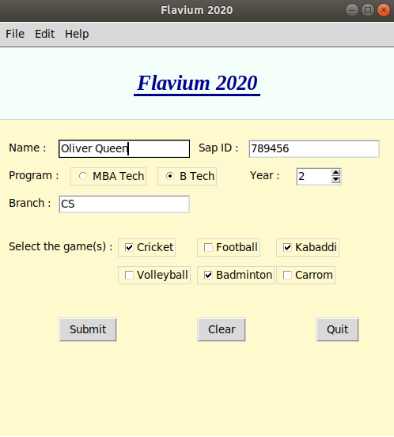 Flavium 2020
File Edit Help
Flavium 2020
Name : Oliver Queen Sap ID : 789456
Program : MBA Tech B Tech Year : 2
Branch : CS
Select the game(s) : Cricket Football Kabaddi
Volleyball Badminton Carrom
Submit Clear Quit